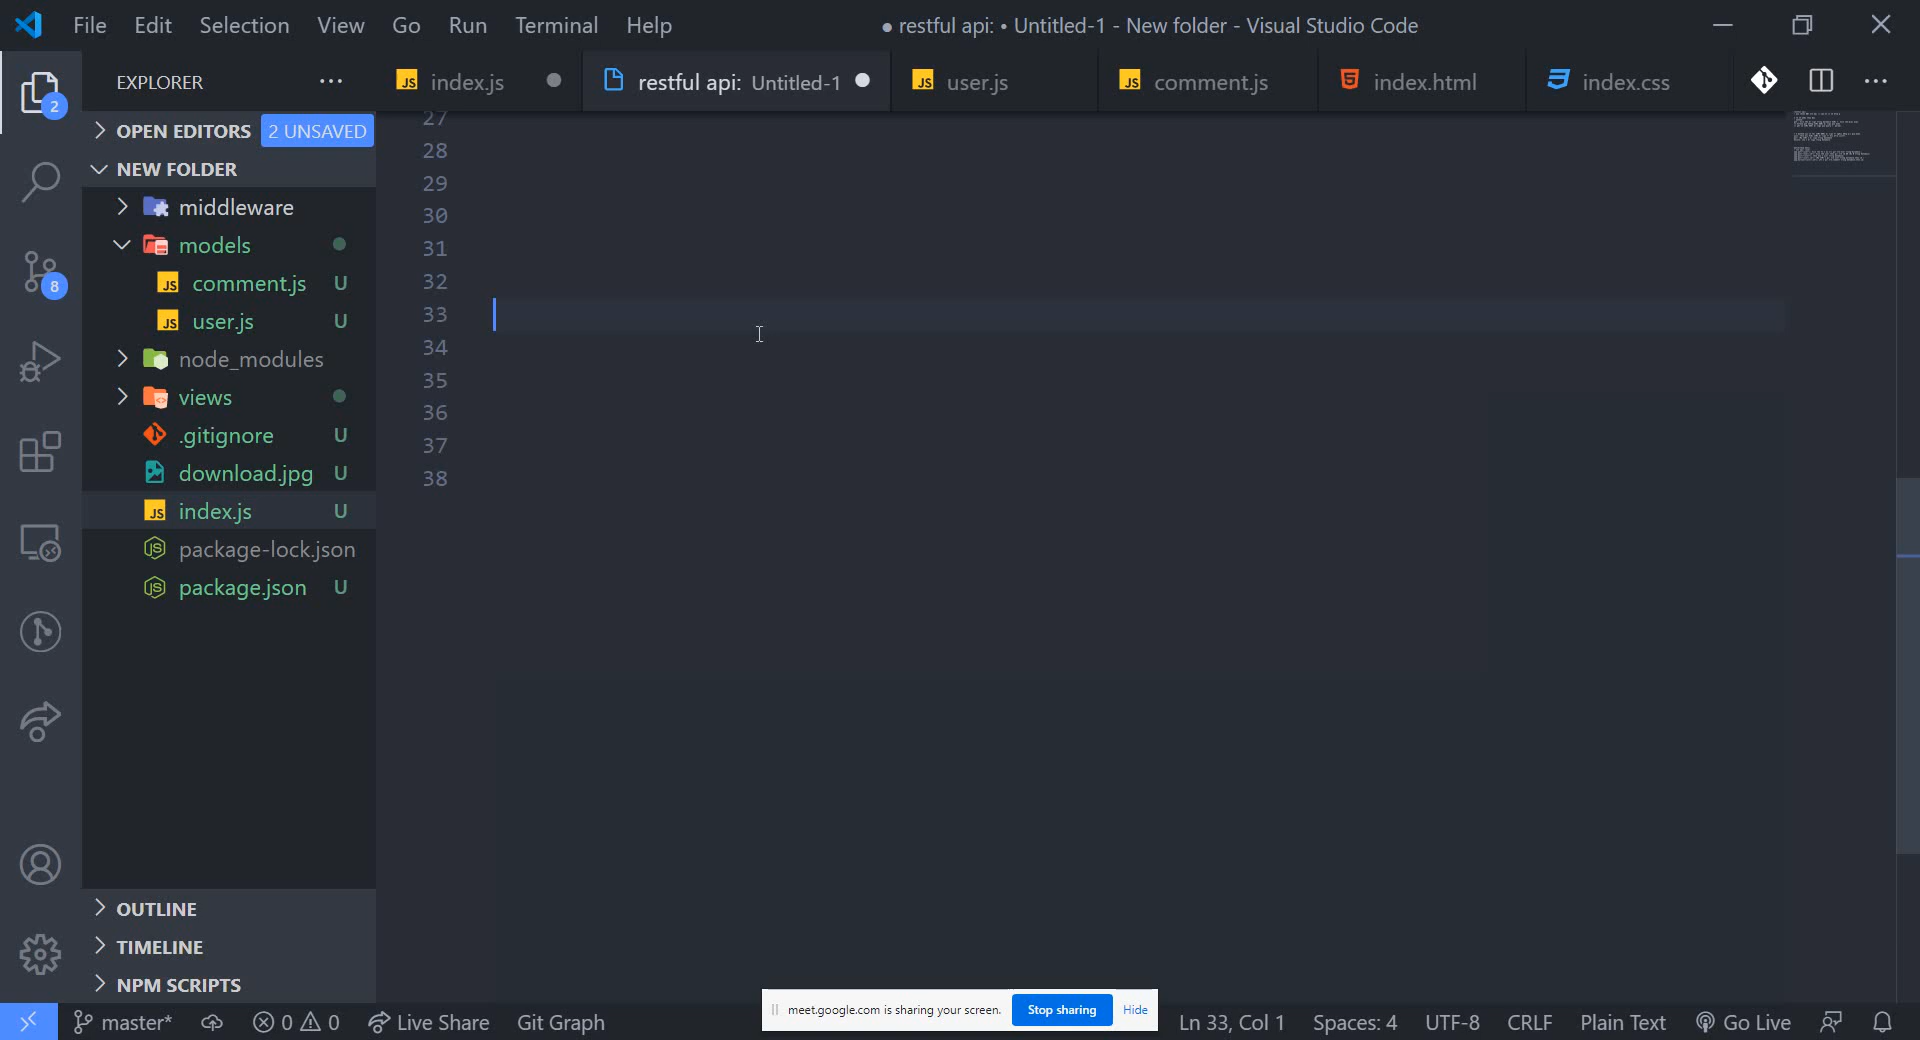 File Edit Selection View Go Run Terminal Help
● restful api: • Untitled-1 - New folder - Visual Studio Code
EXPLORER
index.js
restful api: Untitled-1
user.js
comment.js
index.html
index.css
2
OPEN EDITORS 2 UNSAVED
NEW FOLDER
middleware
models
comment.js U
user.js U
node_modules
views
.gitignore U
download.jpg U
index.js U
package-lock.json
package.json U
8
OUTLINE
TIMELINE
NPM SCRIPTS
27
28
29
30
31
32
33
34
35
36
37
38
meet.google.com is sharing your screen. Stop sharing Hide
master* 0 0 Live Share Git Graph
Ln 33, Col 1 Spaces: 4 UTF-8 CRLF Plain Text Go Live